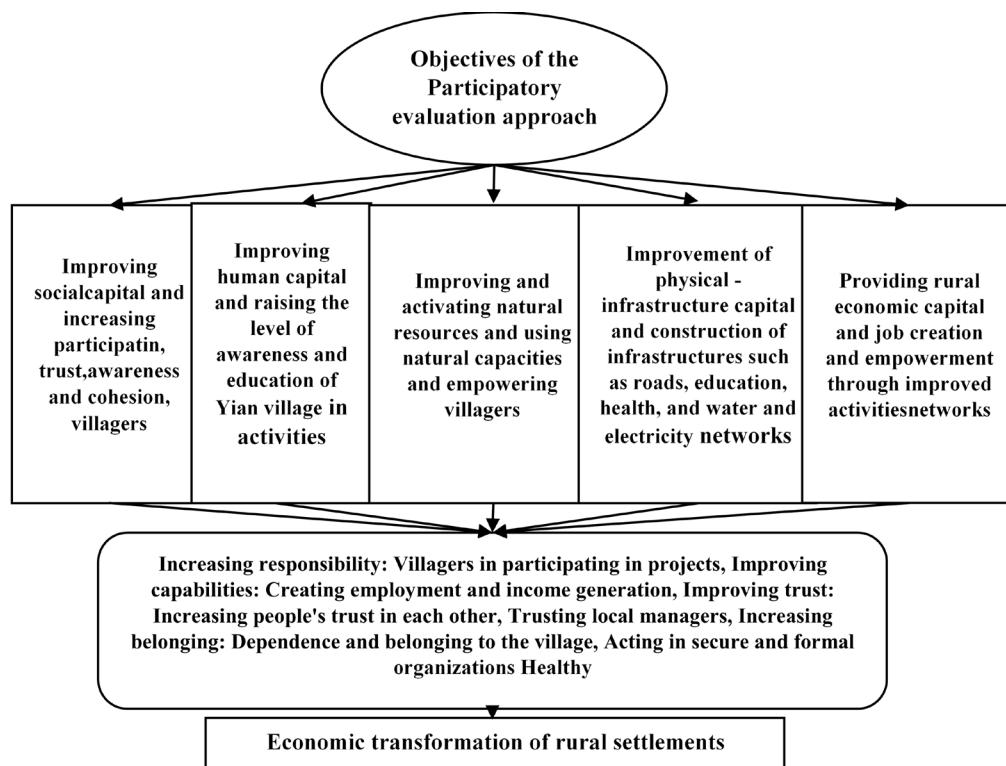 Objectives of the
Participatory
evaluation approach
Improving
socialcapital and
increasing
participatin,
trust,awareness
and cohesion,
villagers
Improving
human capital
and raising the
level of
awareness and
education of
Yian village in
activities
Improving and
activating natural
resources and using
natural capacities
and empowering
villagers
Improvement of
physical -
infrastructure capital
and construction of
infrastructures such
as roads, education,
health, and water and
electricity networks
Providing rural
economic capital
and job creation
and empowerment
through improved
activitiesnetworks
Increasing responsibility: Villagers in participating in projects, Improving
capabilities: Creating employment and income generation, Improving trust:
Increasing people's trust in each other, Trusting local managers, Increasing
belonging: Dependence and belonging to the village, Acting in secure and formal
organizations Healthy
Economic transformation of rural settlements